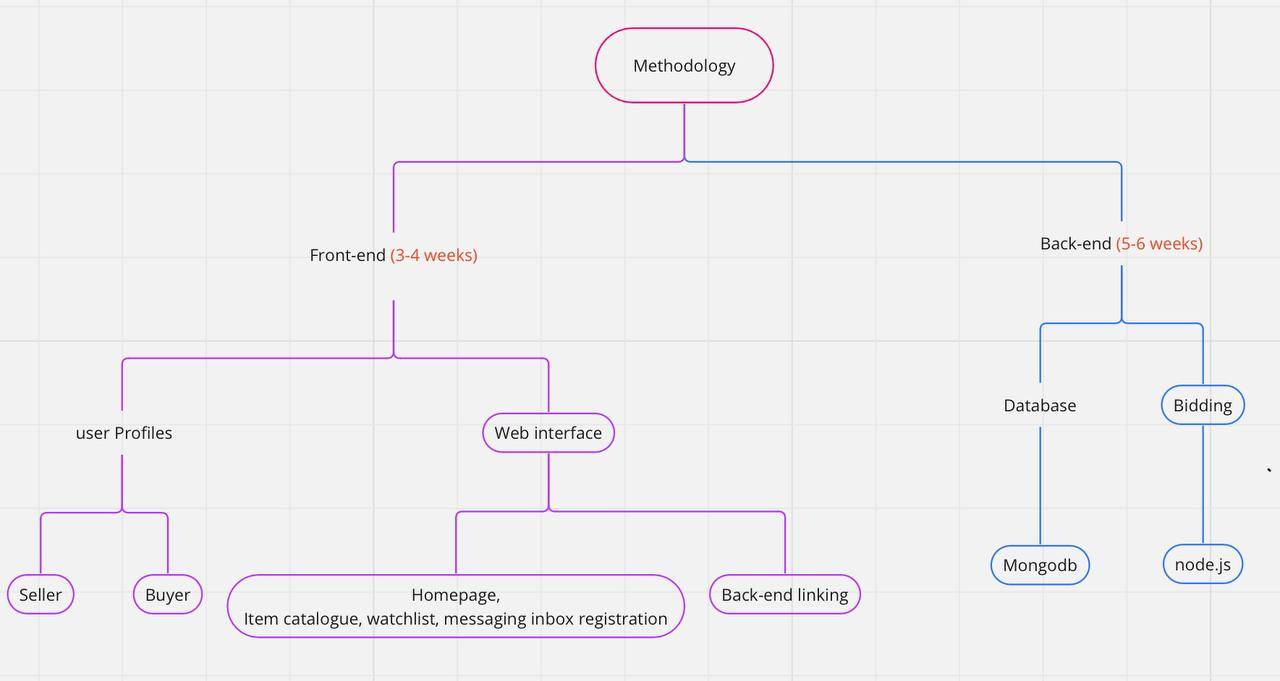 Methodology
Front-end (3-4 weeks)
Back-end (5-6 weeks)
user Profiles
Web interface
Database
Bidding
Seller
Buyer
Homepage,
Item catalogue, watchlist, messaging inbox registration
Back-end linking
Mongodb
node.js